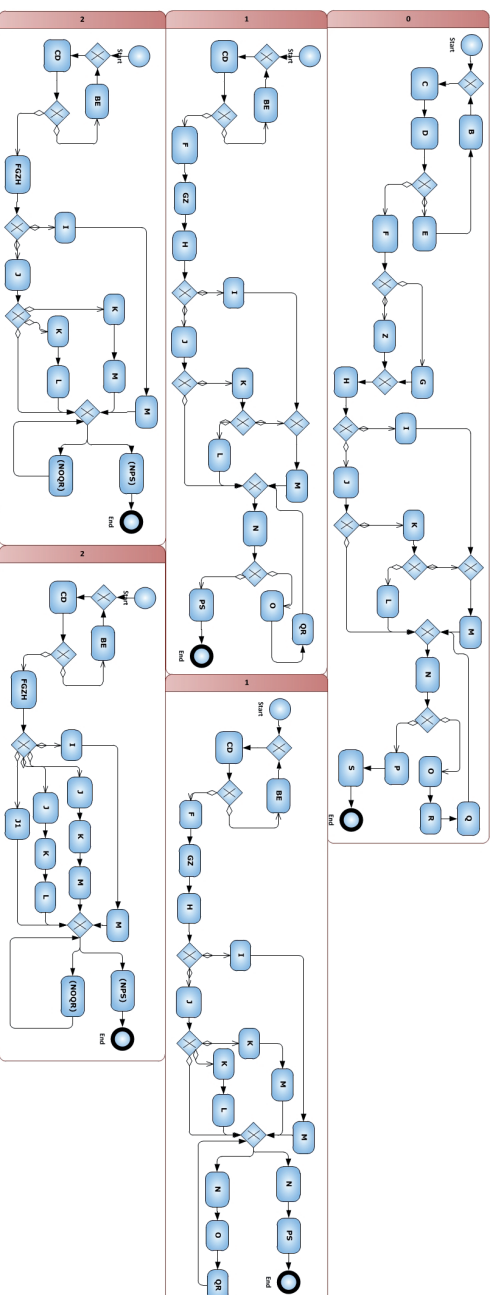 0
Start
B
C
D
E
F
Z
G
H
I
J
K
L
M
N
O
P
R
Q
S
End
1
Start
BE
CD
F
GZ
H
I
J
K
L
M
N
O
QR
PS
End
1
Start
BE
CD
F
GZ
H
I
J
K
M
K
L
M
N
PS
End
N
O
QR
2
Start
BE
CD
FGZH
I
J
K
M
K
L
M
(NPS)
End
(NOQR)
2
Start
BE
CD
FGZH
I
J
K
M
J
K
L
J1
M
(NPS)
End
(NOQR)